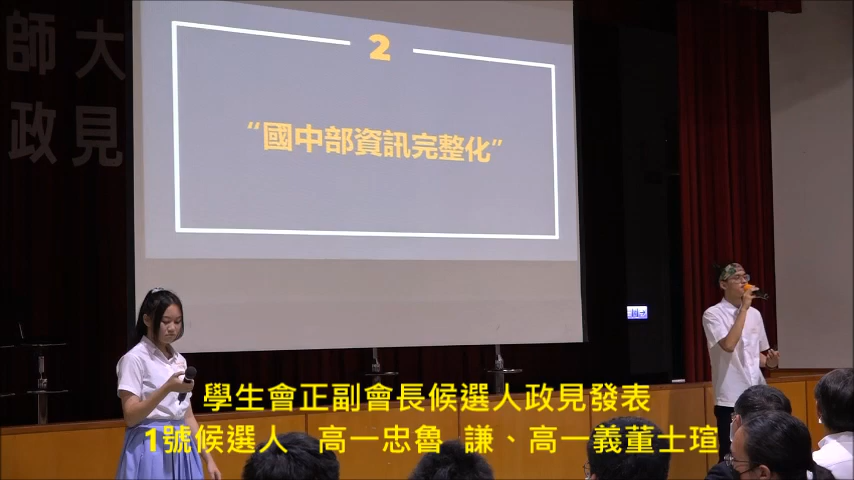 師大
政見
2
“國中部資訊完整化”
學生會正副會長候選人政見發表
1號候選人 高一忠魯 謙、高一義董士瑄